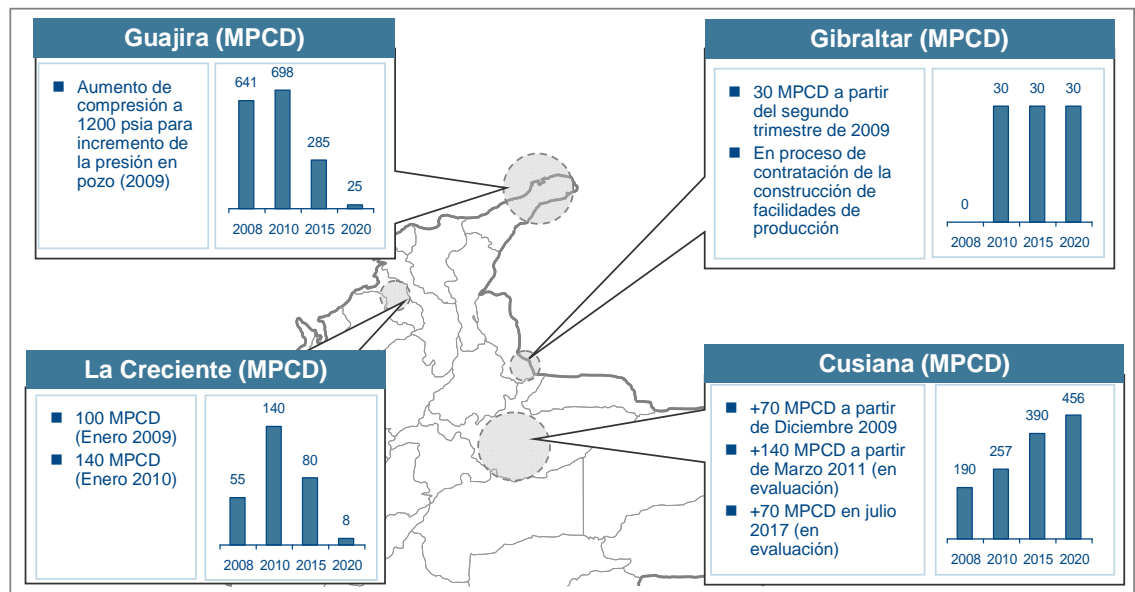 Guajira (MPCD)
■ Aumento de
compresión a
1200 psia para
incremento de
la presión en
pozo (2009)
641
698
285
25
2008 2010 2015 2020
Gibraltar (MPCD)
■ 30 MPCD a partir
del segundo
trimestre de 2009
■ En proceso de
contratación de la
construcción de
facilidades de
producción
0
30
30
30
2008 2010 2015 2020
La Creciente (MPCD)
■ 100 MPCD
(Enero 2009)
■ 140 MPCD
(Enero 2010)
55
140
80
8
2008 2010 2015 2020
Cusiana (MPCD)
■ +70 MPCD a partir
de Diciembre 2009
■ +140 MPCD a partir
de Marzo 2011 (en
evaluación)
■ +70 MPCD en julio
2017 (en
evaluación)
190
257
390
456
2008 2010 2015 2020